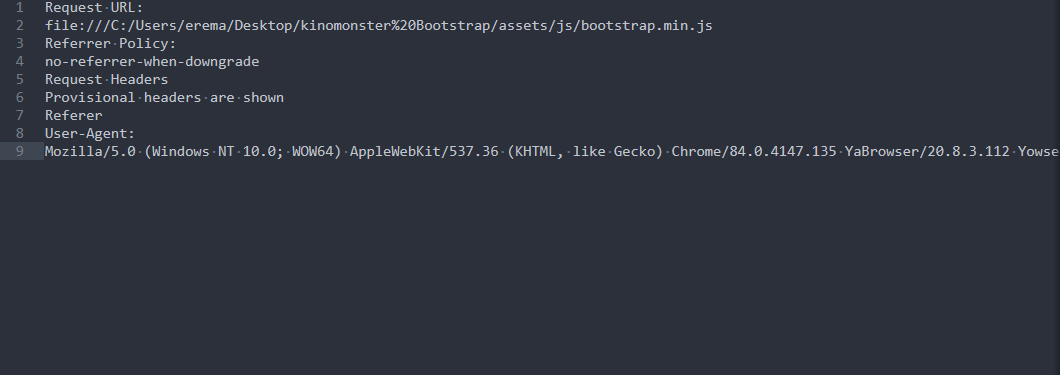 1 Request URL:
2 file:///C:/Users/erema/Desktop/kinomonster%20Bootstrap/assets/js/bootstrap.min.js
3 Referrer Policy:
4 no-referrer-when-downgrade
5 Request Headers
6 Provisional headers are shown
7 Referer
8 User-Agent:
9 Mozilla/5.0 (Windows NT 10.0; WOW64) AppleWebKit/537.36 (KHTML, like Gecko) Chrome/84.0.4147.135 YaBrowser/20.8.3.112 Yowse